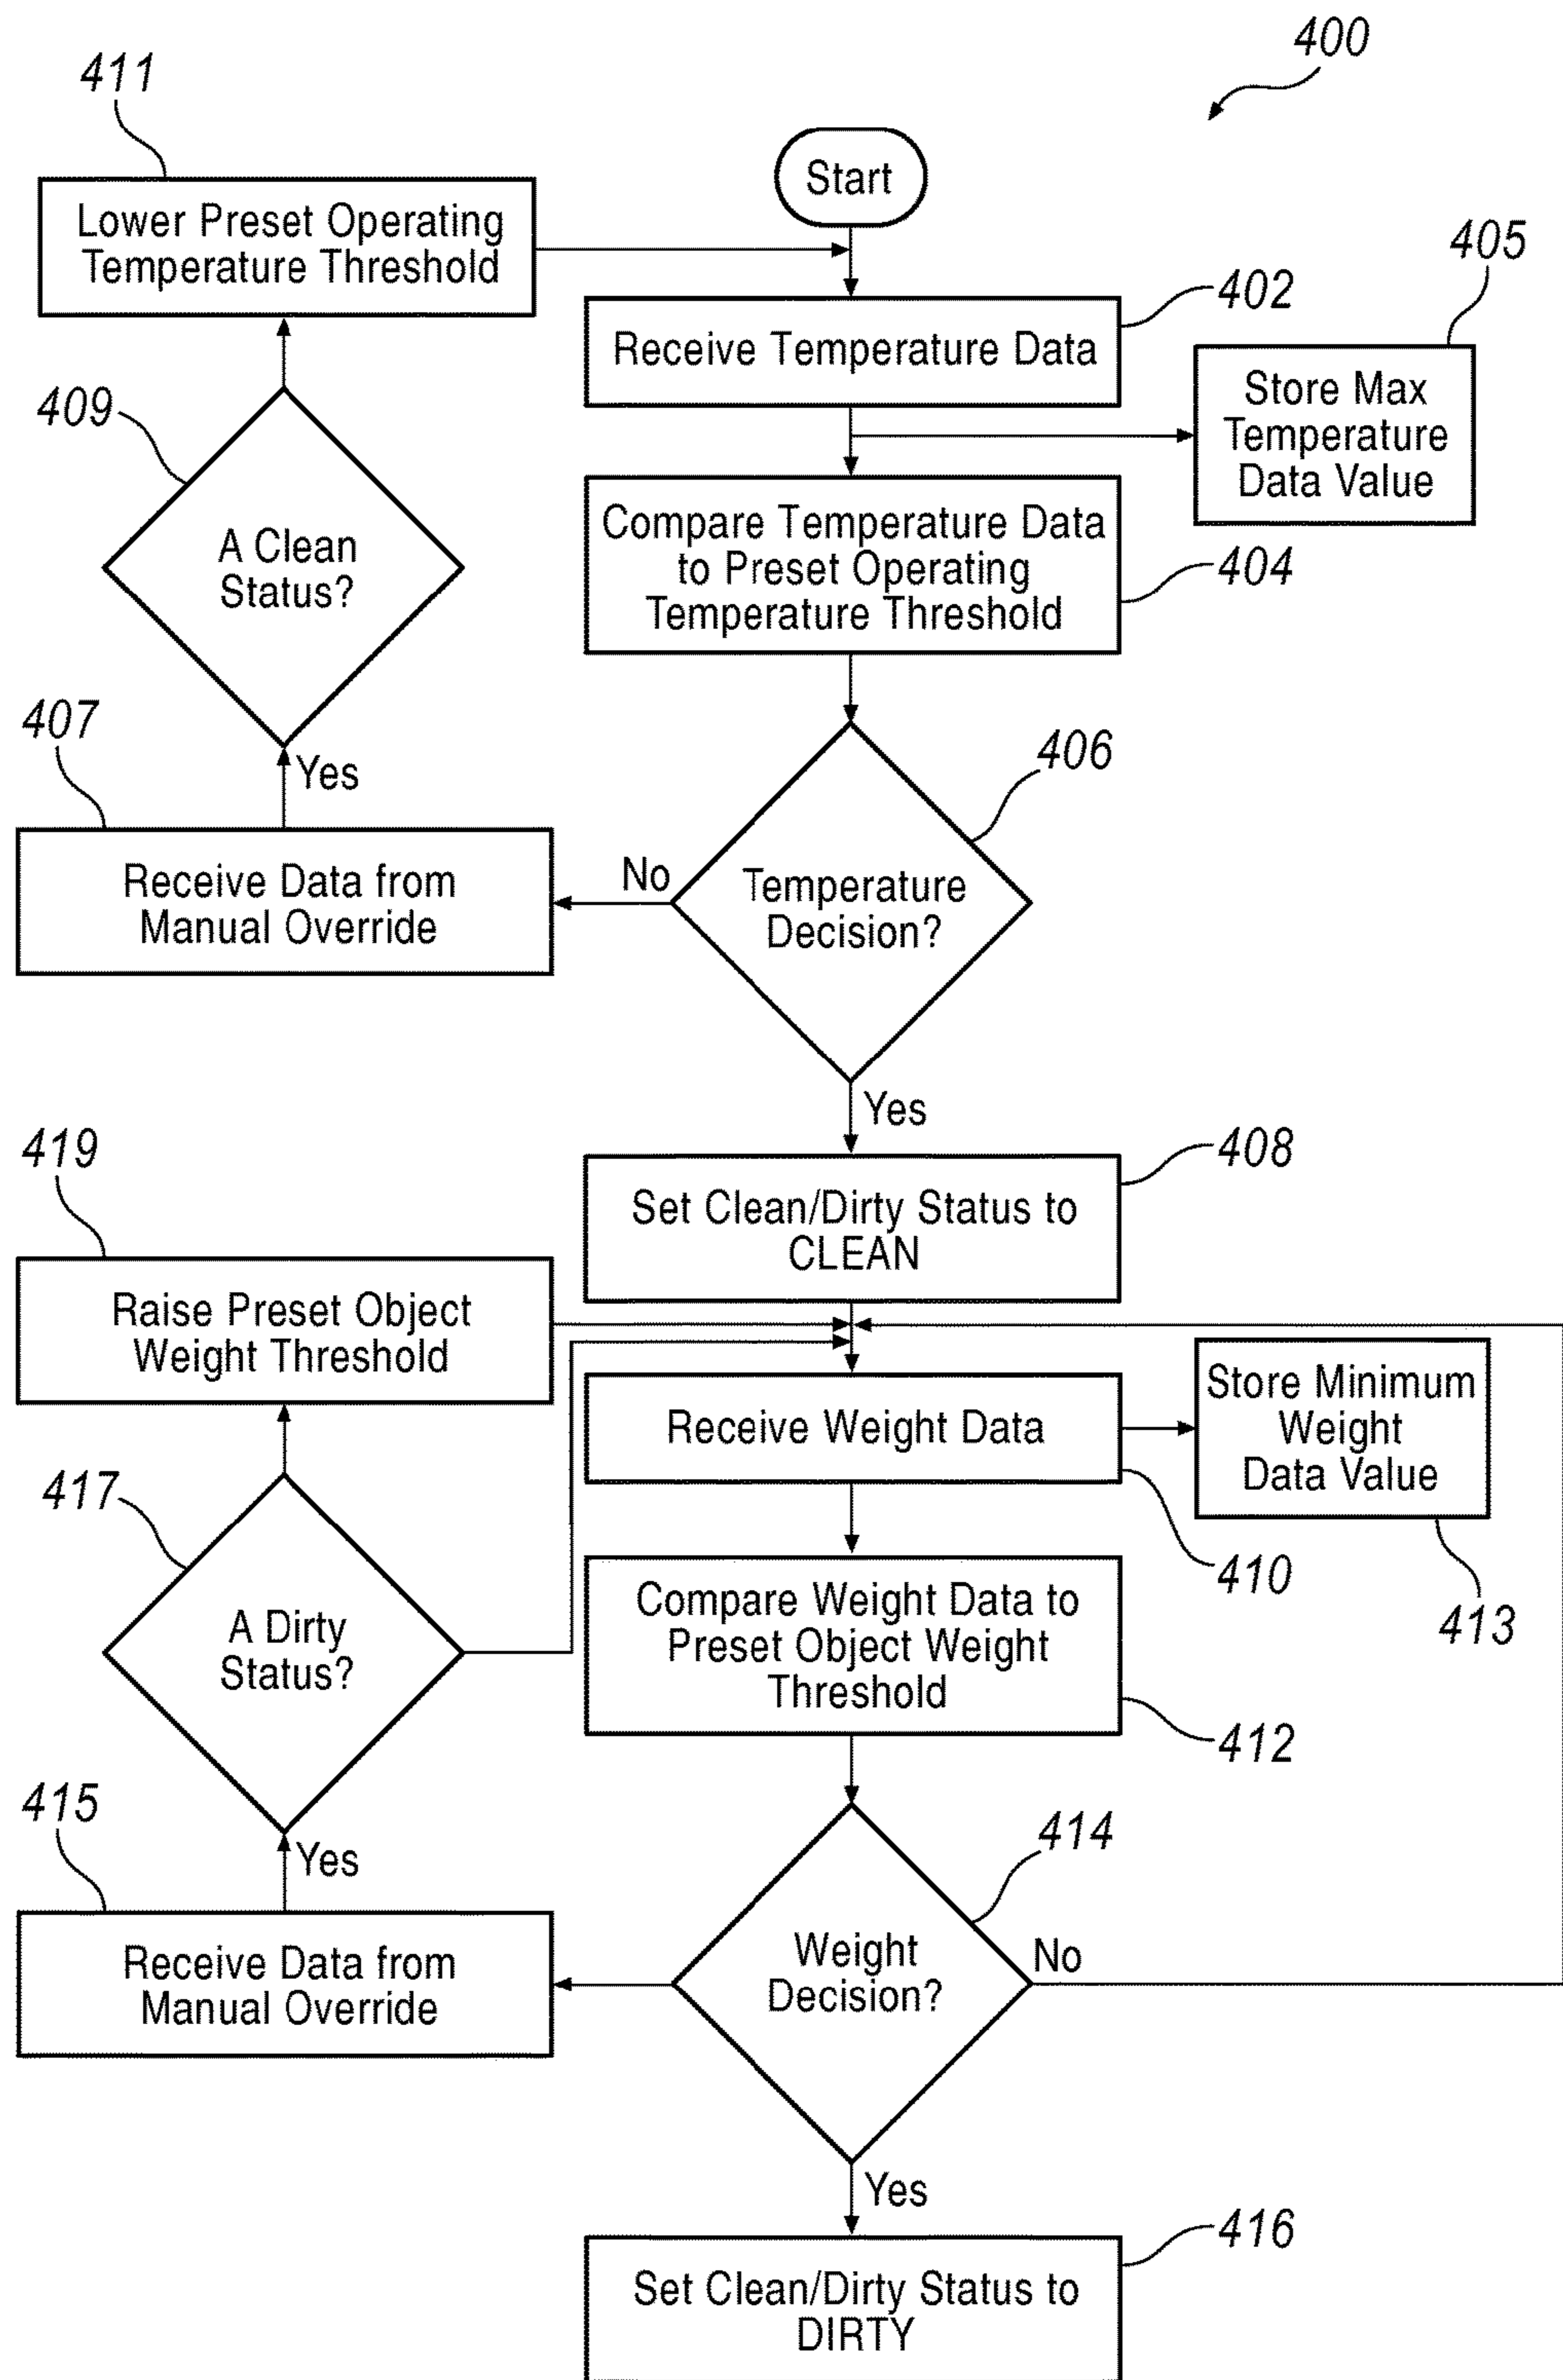 400
411
Start
Lower Preset Operating
Temperature Threshold
405
402
Receive Temperature Data
Store Max
Temperature
Data Value
409
A Clean
Status?
Compare Temperature Data
to Preset Operating
Temperature Threshold
404
407
Yes
406
Receive Data from
Manual Override
No
Temperature
Decision?
Yes
419
408
Set Clean/Dirty Status to
CLEAN
Raise Preset Object
Weight Threshold
Receive Weight Data
Store Minimum
Weight
Data Value
417
410
413
A Dirty
Status?
Compare Weight Data to
Preset Object Weight
Threshold
412
415
Yes
414
Receive Data from
Manual Override
Weight
Decision?
No
Yes
416
Set Clean/Dirty Status to
DIRTY